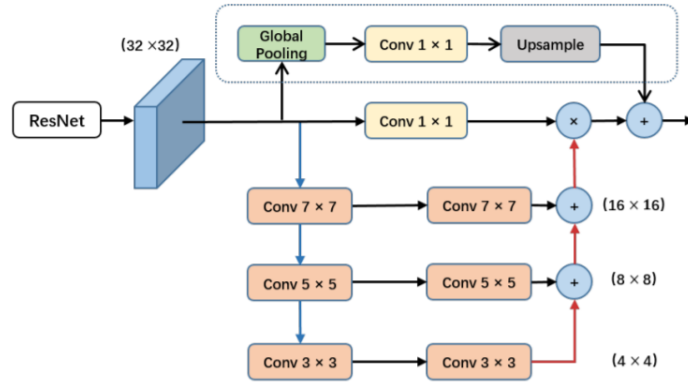 Global
Pooling
Conv 1 × 1
Upsample
(32 ×32)
ResNet
Conv 1 × 1
×
+
Conv 7 × 7
Conv 7 × 7
+
(16 × 16)
Conv 5 × 5
Conv 5 × 5
+
(8 × 8)
Conv 3 × 3
Conv 3 × 3
(4 × 4)